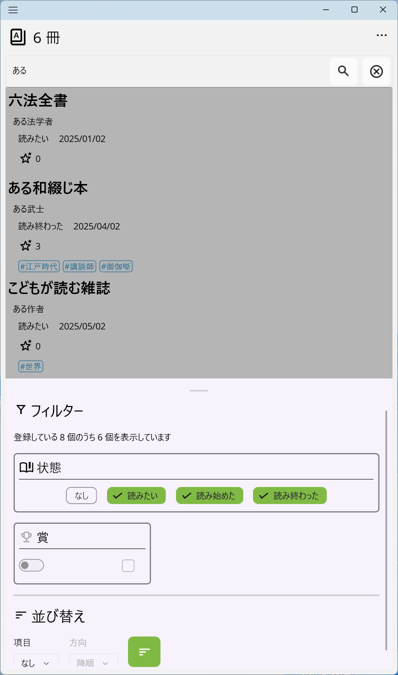 6 冊
ある
六法全書
ある法学者
読みたい 2025/01/02
0
ある和綴じ本
ある武士
読み終わった 2025/04/02
3
#江戸時代 #講談師 #御伽噺
こどもが読む雑誌
ある作者
読みたい 2025/05/02
0
#世界
フィルター
登録している 8 個のうち 6 個を表示しています
状態
なし 読みたい 読み始めた 読み終わった
賞
並び替え
項目 方向
なし 降順